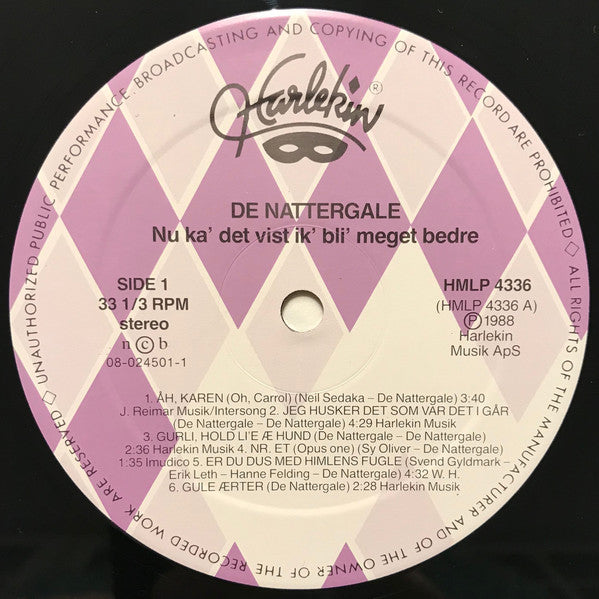 UNAUTHORIZED PUBLIC PERFORMANCE, BROADCASTING AND COPYING OF THIS RECORD ARE PROHIBITED ◇ ALL RIGHTS OF THE MANUFACTURER AND OF THE OWNER OF THE RECORDED WORK ARE RESERVED ◇
Harlekin ®
DE NATTERGALE
Nu ka' det vist ik' bli' meget bedre
SIDE 1
33 1/3 RPM
stereo
n ⓒ b
08-024501-1
HMLP 4336
(HMLP 4336 A)
Ⓟ 1988
Harlekin
Musik ApS
1. ÅH, KAREN (Oh, Carrol) (Neil Sedaka – De Nattergale) 3:40
J. Reimar Musik/Intersong 2. JEG HUSKER DET SOM VAR DET I GÅR
(De Nattergale – De Nattergale) 4:29 Harlekin Musik
3. GURLI, HOLD LI'E Æ HUND (De Nattergale – De Nattergale)
2:36 Harlekin Musik 4. NR. ET (Opus one) (Sy Oliver – De Nattergale)
1:35 Imudico 5. ER DU DUS MED HIMLENS FUGLE (Svend Gyldmark –
Erik Leth – Hanne Felding – De Nattergale) 4:32 W. H.
6. GULE ÆRTER (De Nattergale) 2:28 Harlekin Musik